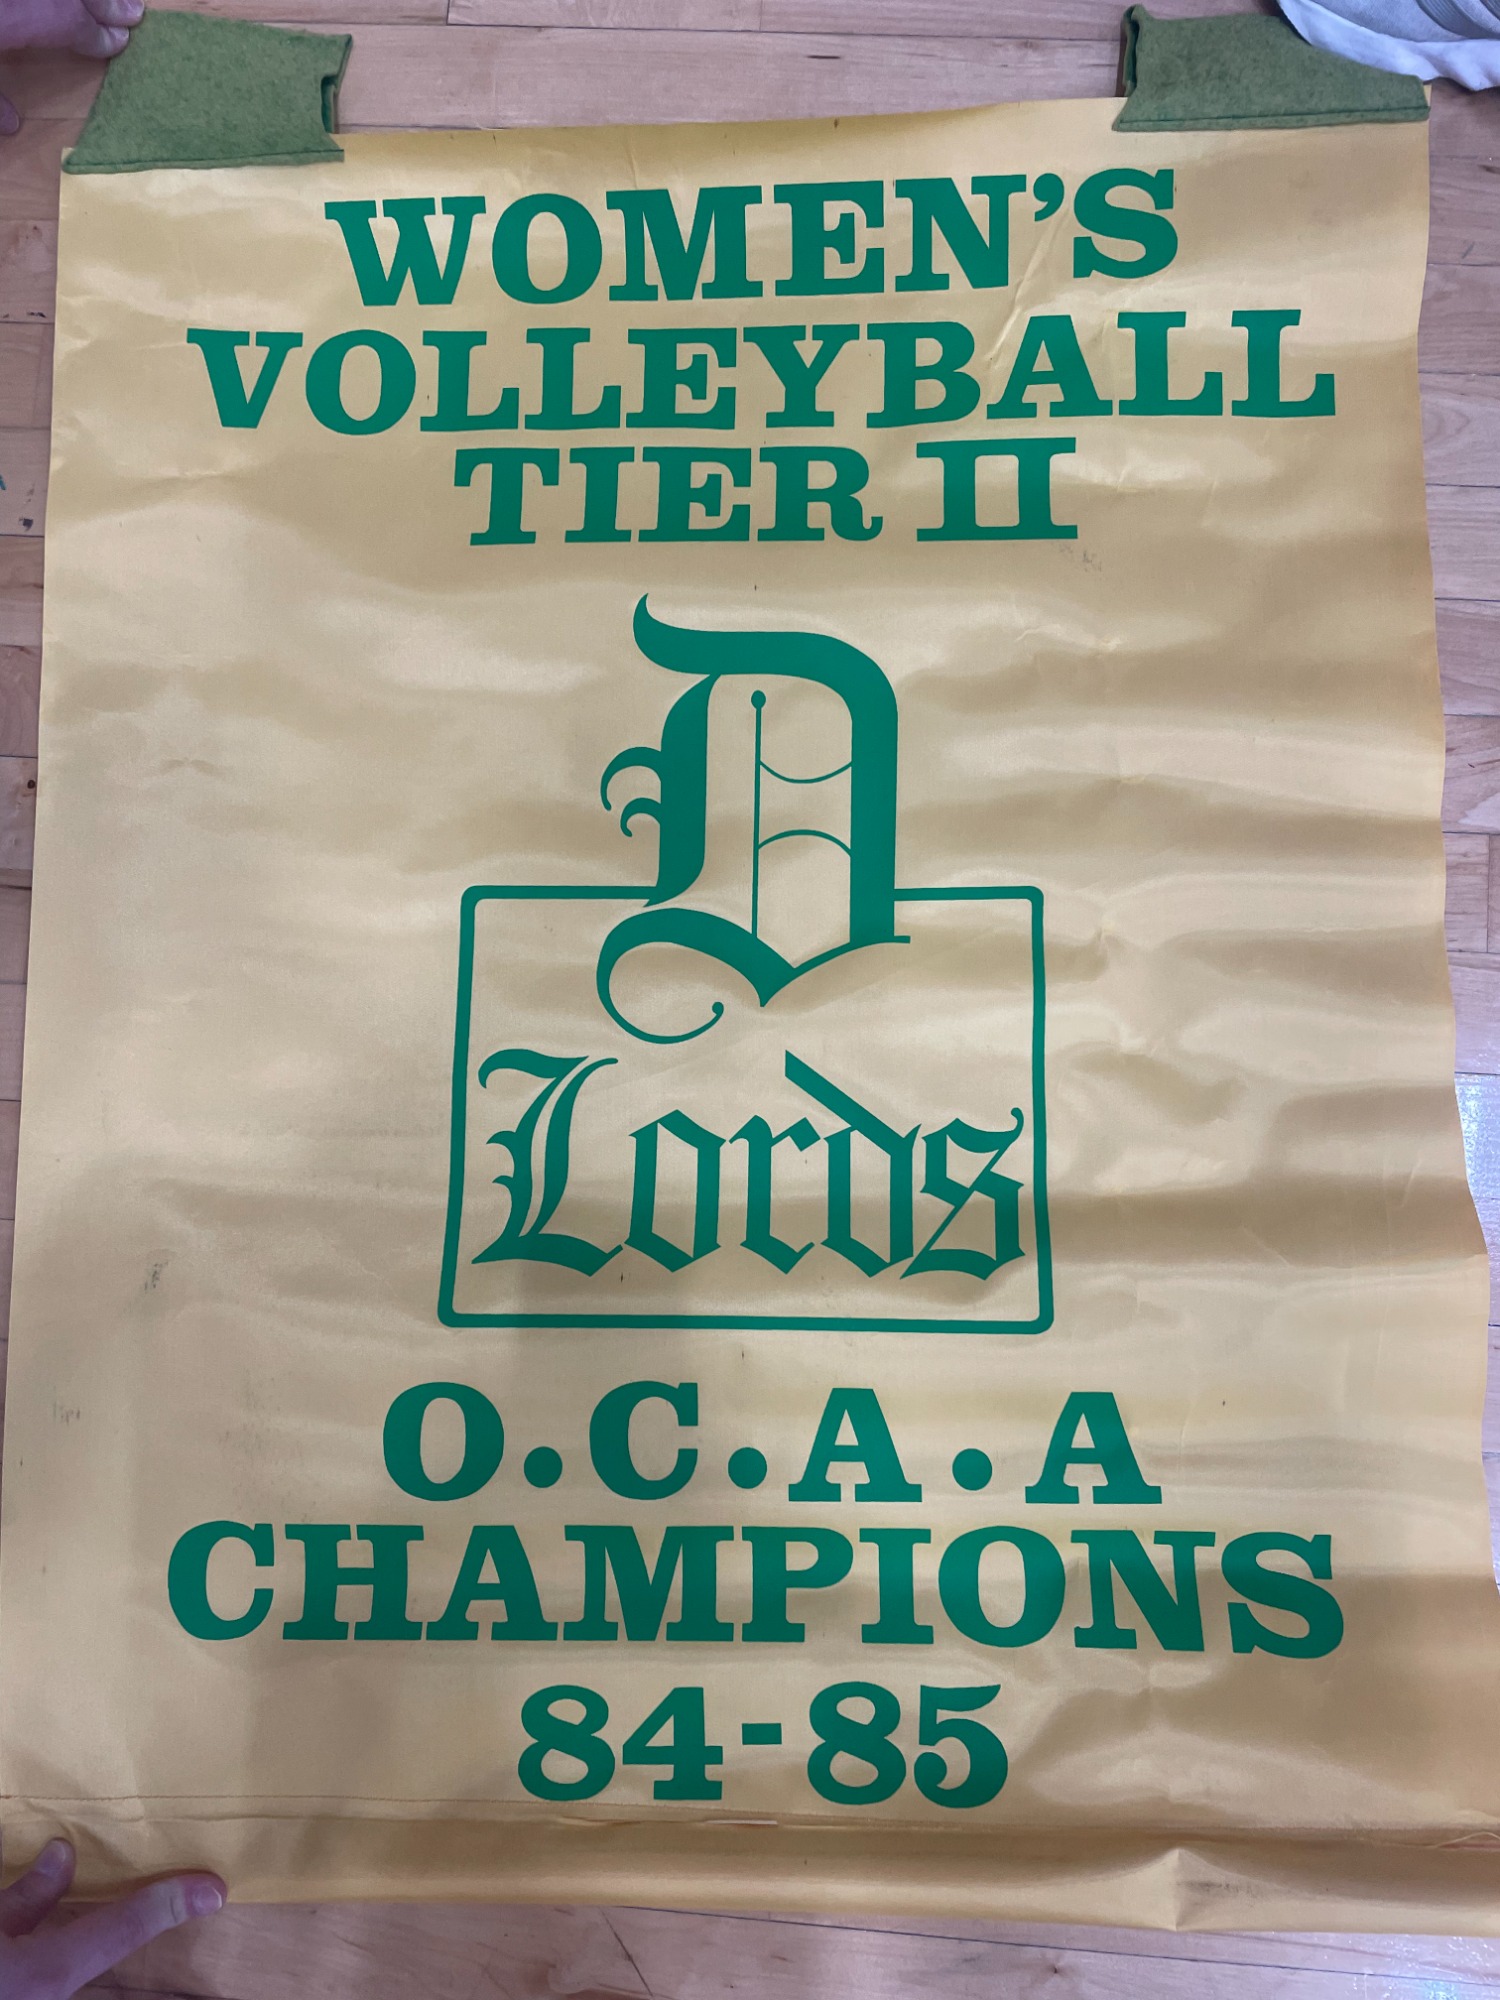 WOMEN'S
VOLLEYBALL
TIER II
D
Lords
O.C.A.A
CHAMPIONS
84-85